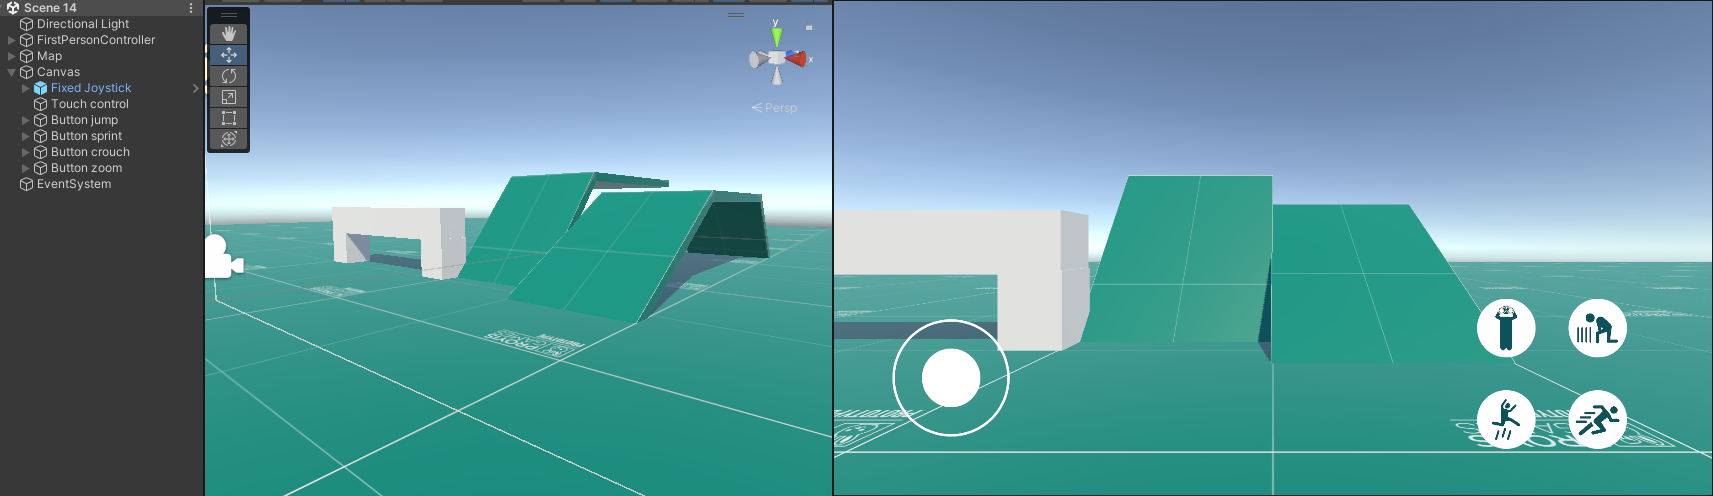 Scene 14
Directional Light
FirstPersonController
Map
Canvas
Fixed Joystick
Touch control
Button jump
Button sprint
Button crouch
Button zoom
EventSystem
y
x
Persp